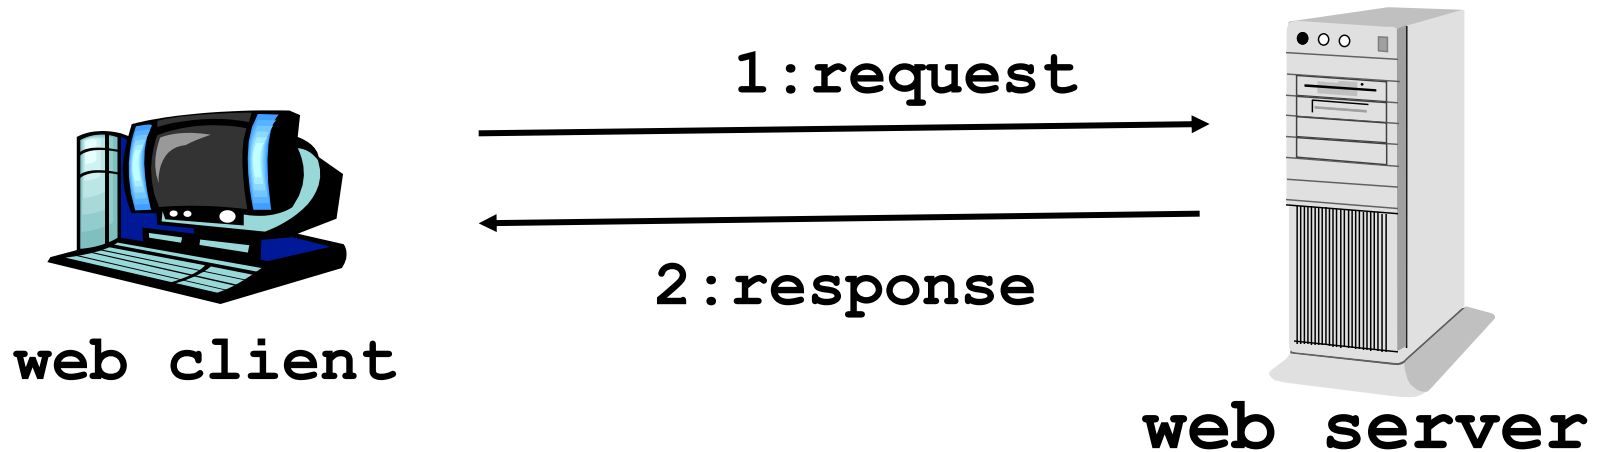 1:request
2:response
web client
web server